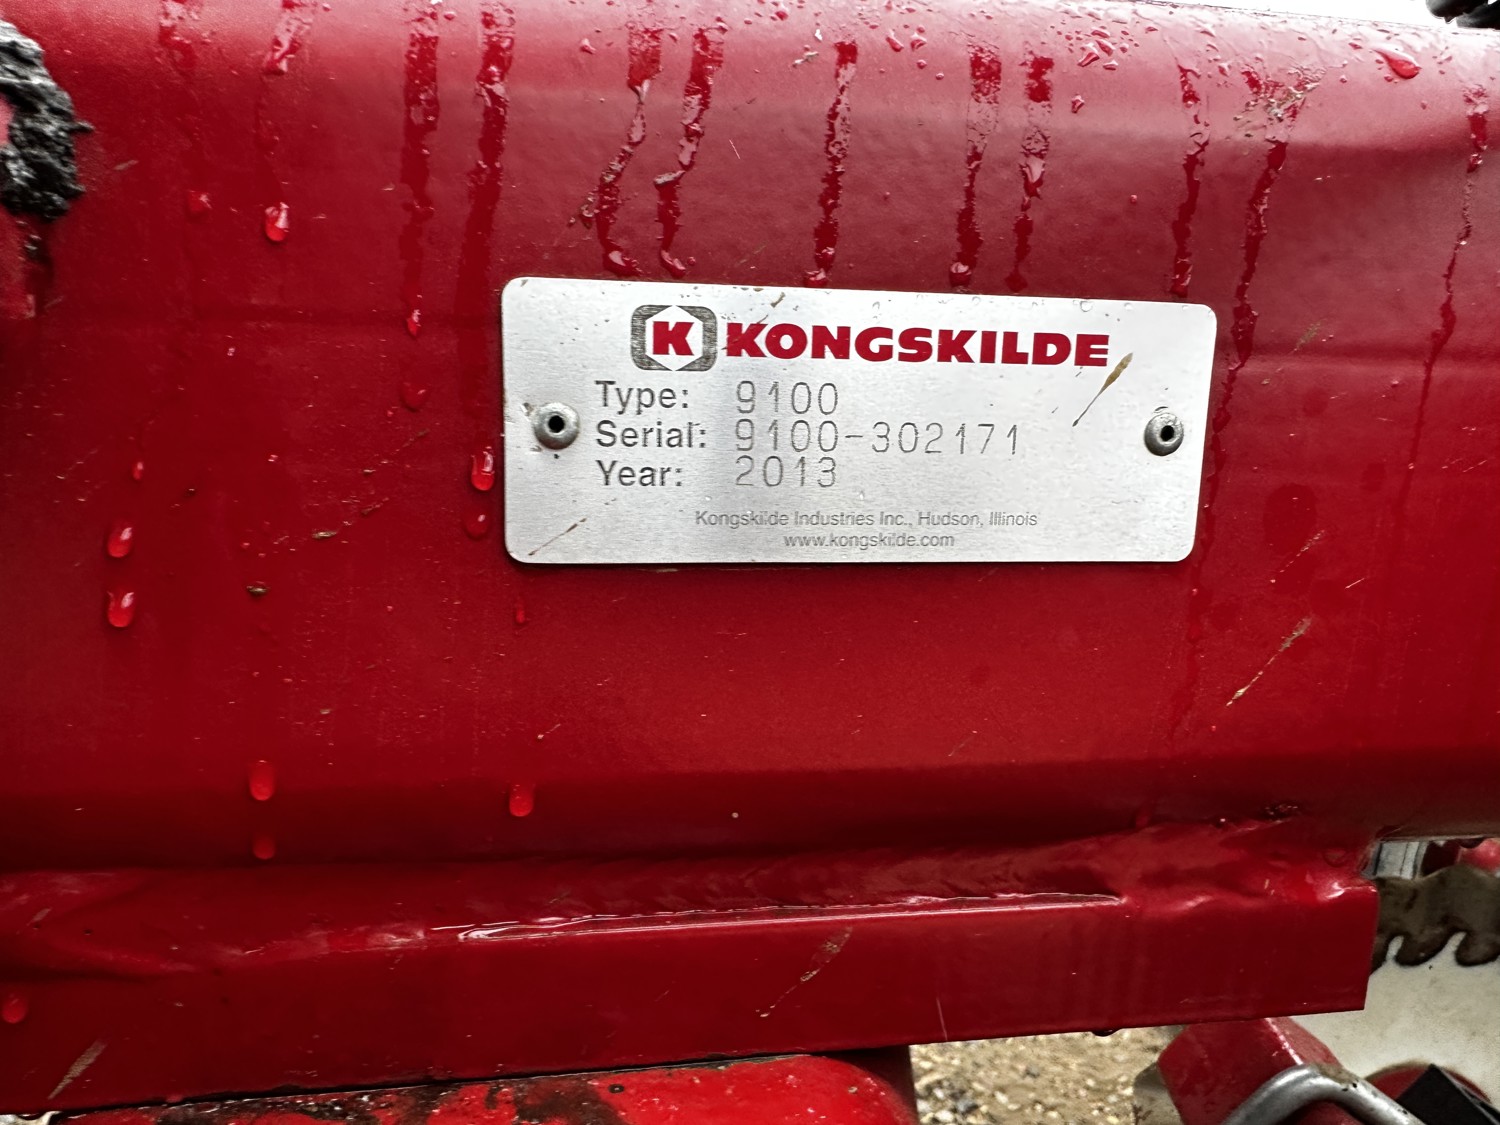 K KONGSKILDE
Type: 9100
Serial: 9100-302171
Year: 2013
Kongskilde Industries Inc., Hudson, Illinois
www.kongskilde.com